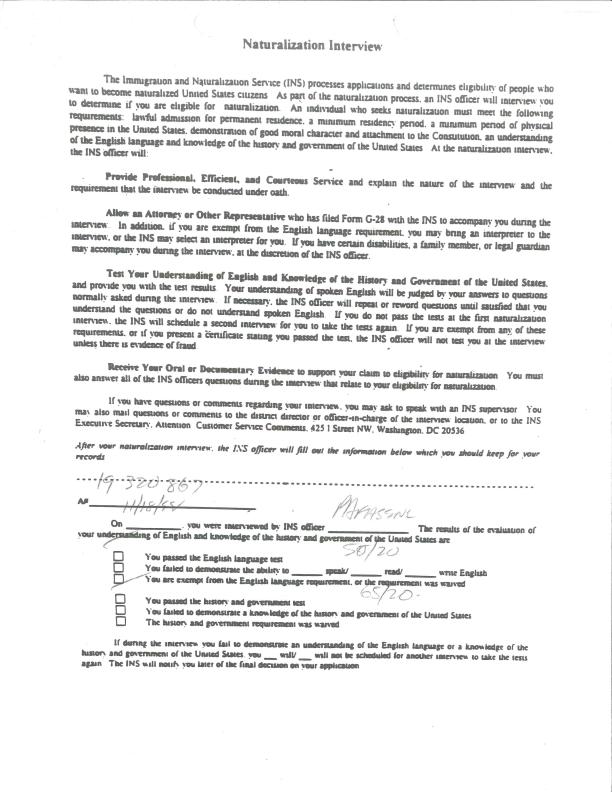 Naturalization Interview
The Immigration and Naturalization Service (INS) processes applications and determines eligibility of people who
want to become naturalized United States citizens As part of the naturalization process, an INS officer will interview you
to determine if you are eligible for naturalization. An individual who seeks naturalization must meet the following
requirements: lawful admission for permanent residence, a minimum residency period, a minimum period of physical
presence in the United States, demonstration of good moral character and attachment to the Constitution, an understanding
of the English language and knowledge of the history and government of the United States At the naturalization interview,
the INS officer will:
Provide Professional, Efficient, and Courteous Service and explain the nature of the interview and the
requirement that the interview be conducted under oath.
Allow an Attorney or Other Representative who has filed Form G-28 with the INS to accompany you during the
interview. In addition, if you are exempt from the English language requirement, you may bring an interpreter to the
interview, or the INS may select an interpreter for you. If you have certain disabilities, a family member, or legal guardian
may accompany you during the interview, at the discretion of the INS officer.
Test Your Understanding of English and Knowledge of the History and Government of the United States,
and provide you with the test results. Your understanding of spoken English will be judged by your answers to questions
normally asked during the interview. If necessary, the INS officer will repeat or reword questions until satisfied that you
understand the questions or do not understand spoken English. If you do not pass the tests at the first naturalization
interview, the INS will schedule a second interview for you to take the tests again. If you are exempt from any of these
requirements, or if you present a certificate stating you passed the test, the INS officer will not test you at the interview
unless there is evidence of fraud
Receive Your Oral or Documentary Evidence to support your claim to eligibility for naturalization You must
also answer all of the INS officers questions during the interview that relate to your eligibility for naturalization.
If you have questions or comments regarding your interview, you may ask to speak with an INS supervisor You
may also mail questions or comments to the district director or officer-in-charge of the interview location, or to the INS
Executive Secretary, Attention Customer Service Comments, 425 I Street NW, Washington, DC 20536
After your naturalization interview, the INS officer will fill out the information below which you should keep for your
records
19 320 867
A#
On ________, you were interviewed by INS officer ________ The results of the evaluation of
your understanding of English and knowledge of the history and government of the United States are
50/20
You passed the English language test
You failed to demonstrate the ability to ______ speak/ ______ read/ ______ write English
You are exempt from the English language requirement, or the requirement was waived
65/20
You passed the history and government test
You failed to demonstrate a knowledge of the history and government of the United States
The history and government requirement was waived
If during the interview you fail to demonstrate an understanding of the English language or a knowledge of the
history and government of the United States, you ___ will/ ___ will not be scheduled for another interview to take the tests
again The INS will notify you later of the final decision on your application